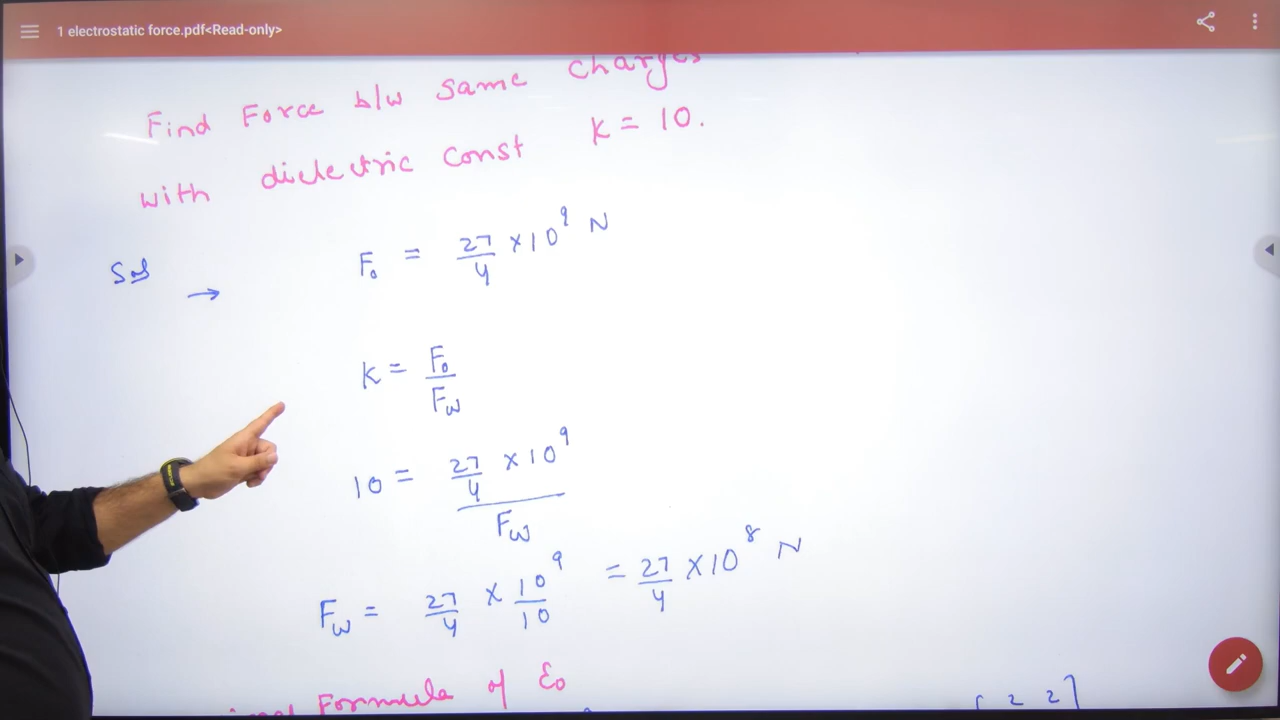 1 electrostatic force.pdf<Read-only>
Find Force b/w same charges
with dielectric const K = 10.
Sol → F₀ = 27/4 × 10⁹ N
K = F₀/F_w
10 = (27/4 × 10⁹)/F_w
F_w = 27/4 × 10⁹/10 = 27/4 × 10⁸ N
Formula of ε₀